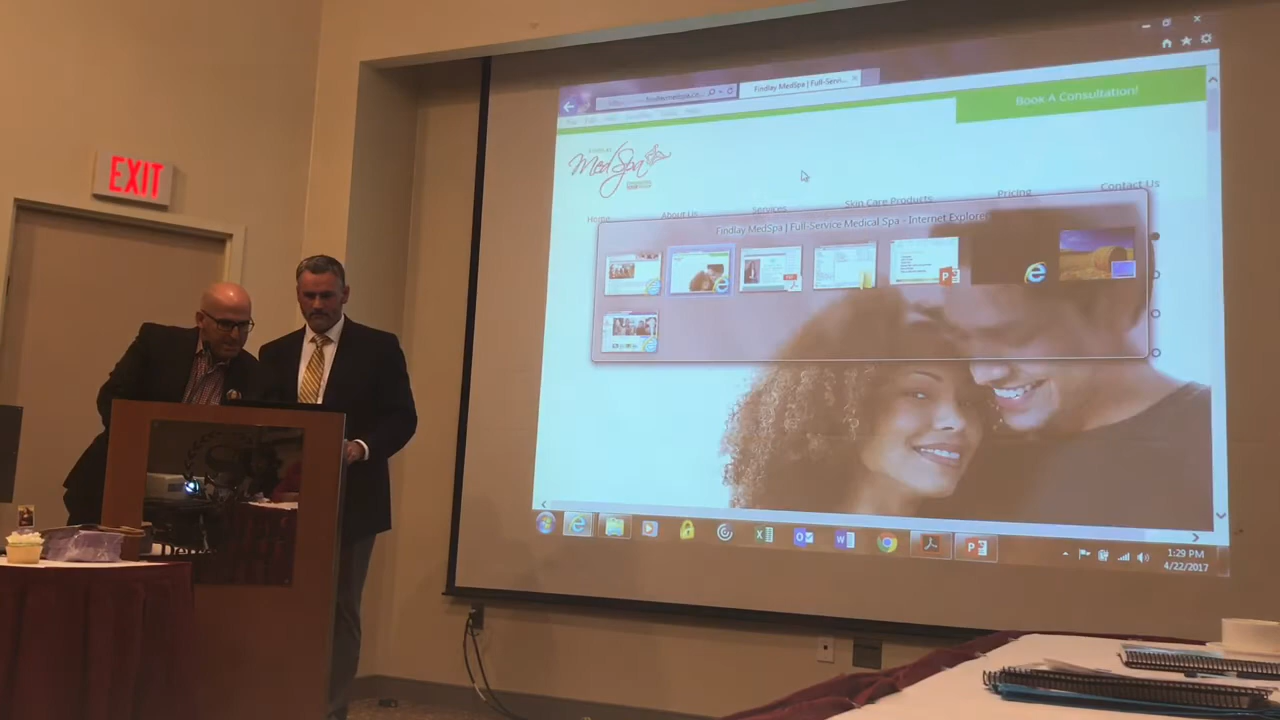 EXIT
Findlay MedSpa | Full-Servi...
Book A Consultation!
MedSpa
Home
About Us
Services
Skin Care Products
Pricing
Contact Us
Findlay MedSpa | Full-Service Medical Spa - Internet Explorer
1:29 PM
4/22/2017